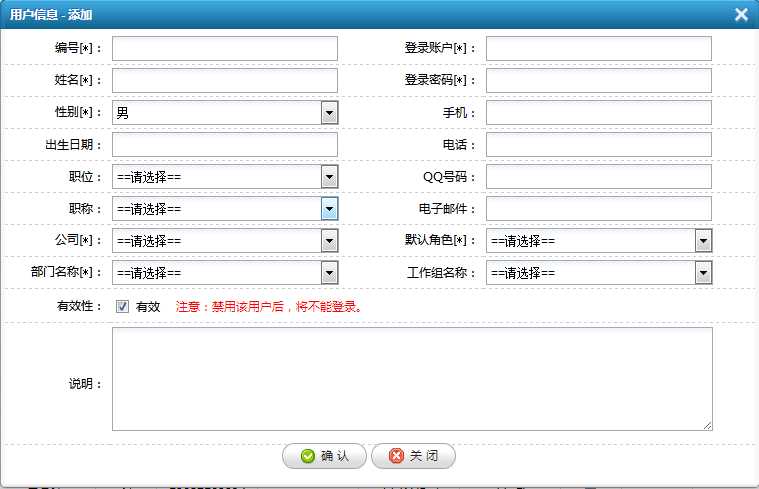 用户信息 - 添加
编号[*]： 登录账户[*]：
姓名[*]： 登录密码[*]：
性别[*]： 男 手机：
出生日期： 电话：
职位： ==请选择== QQ号码：
职称： ==请选择== 电子邮件：
公司[*]： ==请选择== 默认角色[*]： ==请选择==
部门名称[*]： ==请选择== 工作组名称： ==请选择==
有效性： 有效 注意：禁用该用户后，将不能登录。
说明：
确 认 关 闭